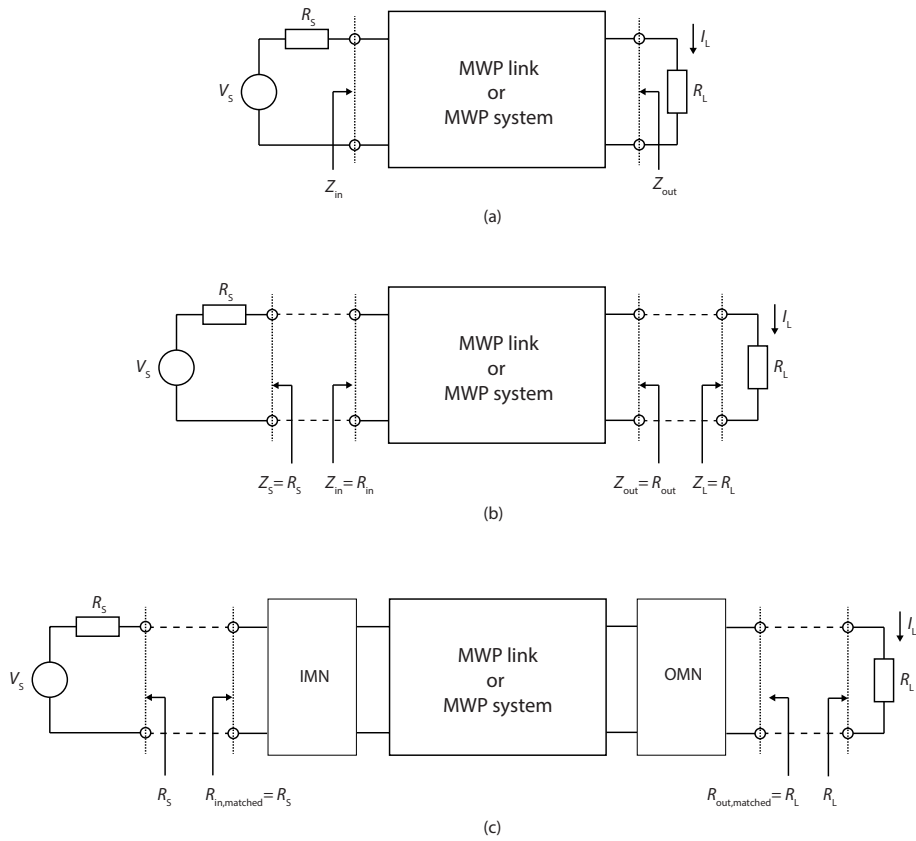 R_S
I_L
V_S
MWP link
or
MWP system
R_L
Z_in
Z_out
(a)
R_S
I_L
V_S
MWP link
or
MWP system
R_L
Z_S = R_S
Z_in = R_in
Z_out = R_out
Z_L = R_L
(b)
R_S
I_L
V_S
IMN
MWP link
or
MWP system
OMN
R_L
R_S
R_in,matched = R_S
R_out,matched = R_L
R_L
(c)